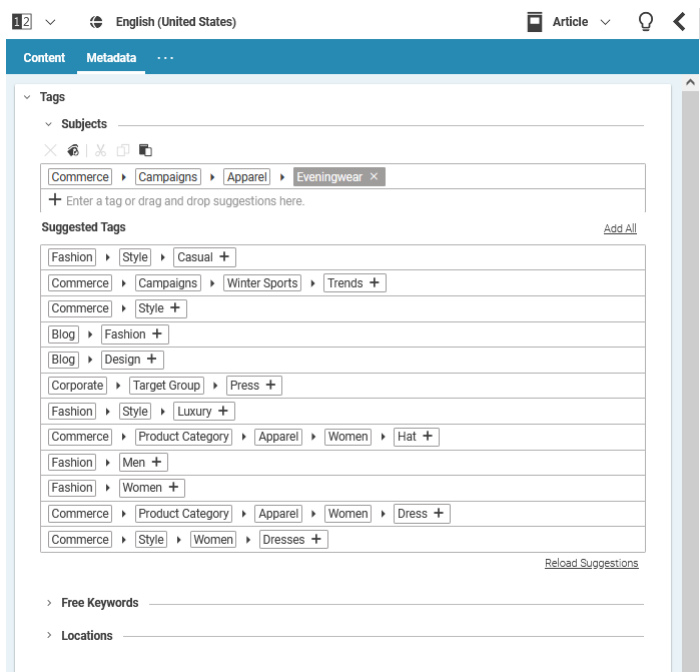 12 English (United States) Article
Content Metadata ...
Tags
Subjects
Commerce Campaigns Apparel Eveningwear ×
+ Enter a tag or drag and drop suggestions here.
Suggested Tags Add All
Fashion Style Casual +
Commerce Campaigns Winter Sports Trends +
Commerce Style +
Blog Fashion +
Blog Design +
Corporate Target Group Press +
Fashion Style Luxury +
Commerce Product Category Apparel Women Hat +
Fashion Men +
Fashion Women +
Commerce Product Category Apparel Women Dress +
Commerce Style Women Dresses +
Reload Suggestions
Free Keywords
Locations